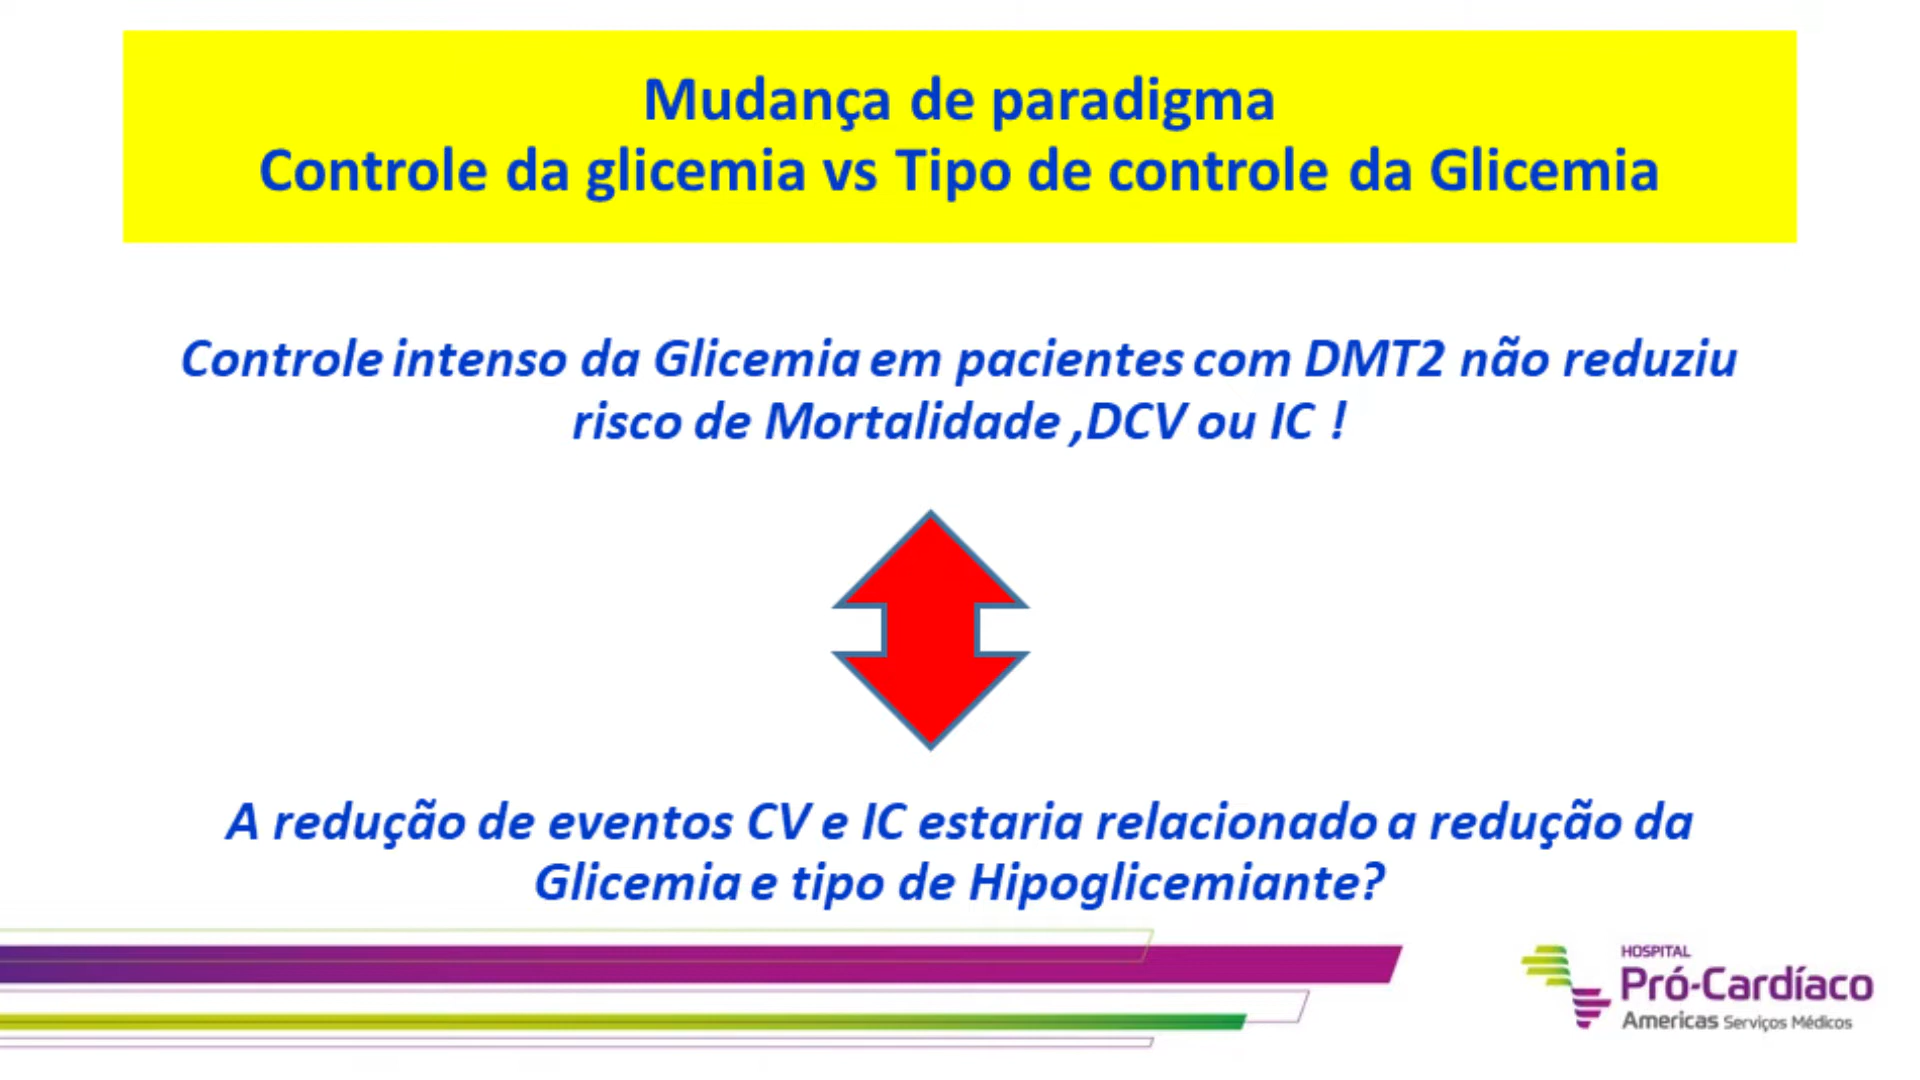 Mudança de paradigma
Controle da glicemia vs Tipo de controle da Glicemia
Controle intenso da Glicemia em pacientes com DMT2 não reduziu
risco de Mortalidade ,DCV ou IC !
A redução de eventos CV e IC estaria relacionado a redução da
Glicemia e tipo de Hipoglicemiante?
HOSPITAL
Pró-Cardíaco
Americas Serviços Médicos